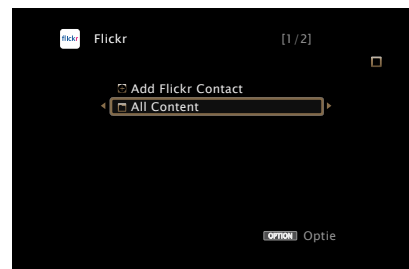 flickr Flickr [1/2]
Add Flickr Contact
All Content
OPTION Optie